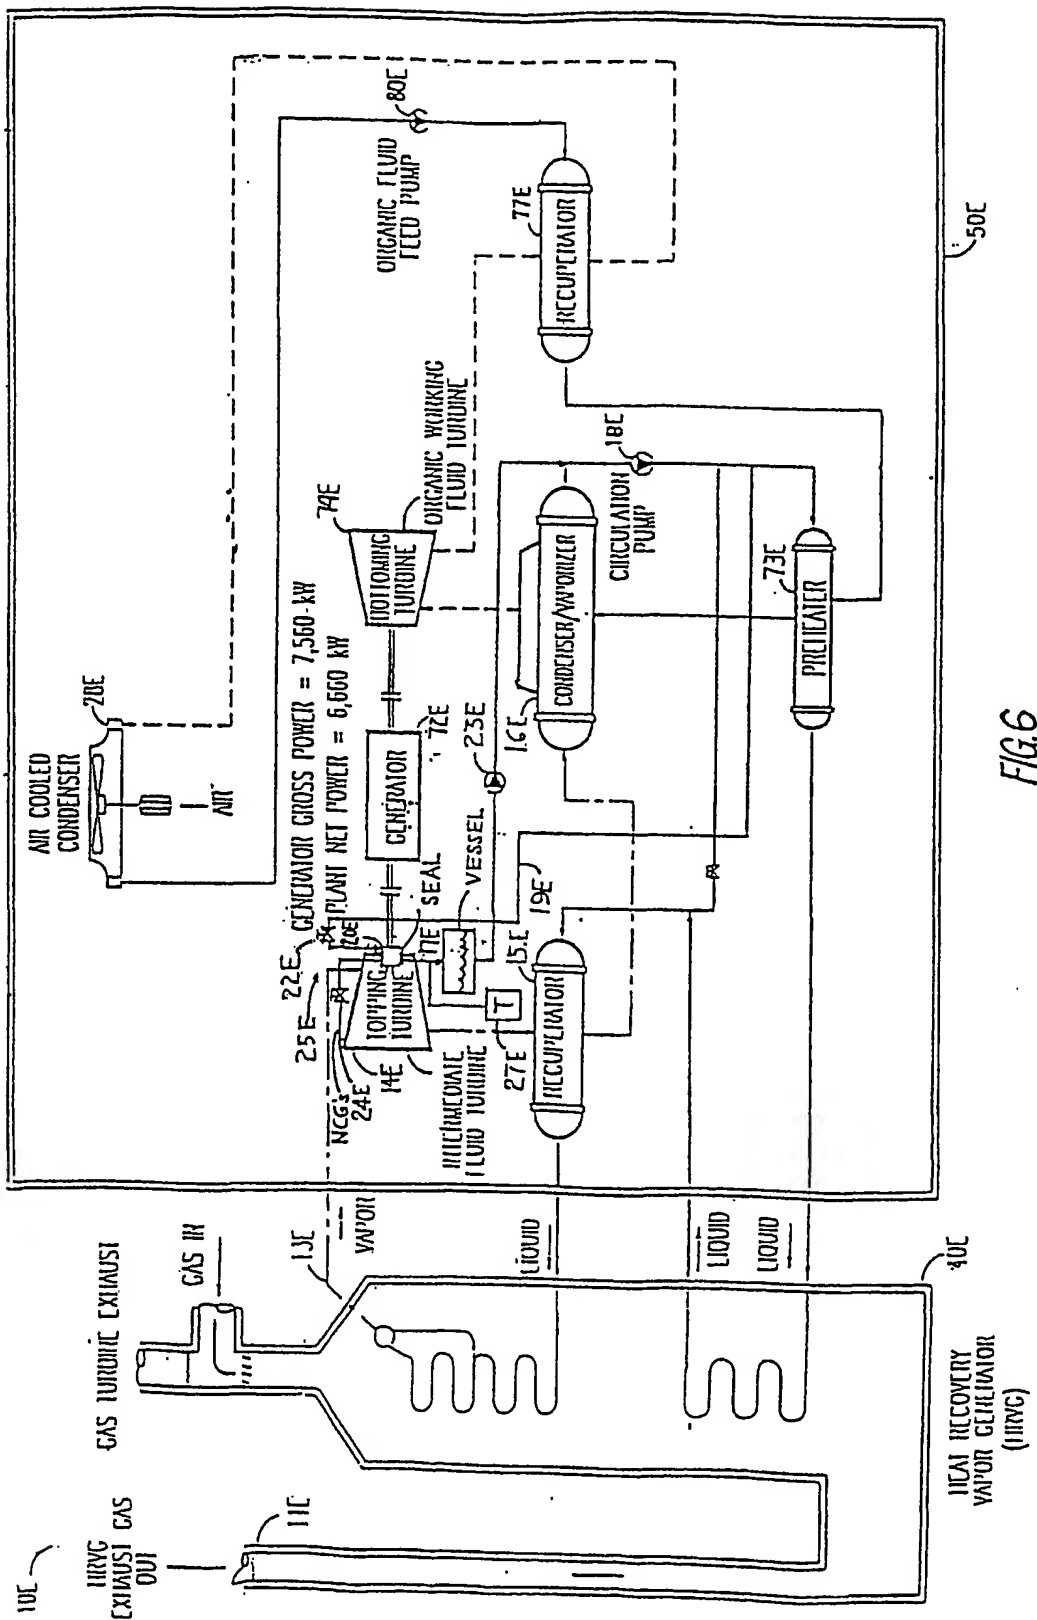 10E
HRVG
EXHAUST GAS
OUT
11E
GAS TURBINE EXHAUST
GAS IN
13E
VAPOR
LIQUID
LIQUID
LIQUID
40E
HEAT RECOVERY
VAPOR GENERATOR
(HRVG)
AIR COOLED
CONDENSER
AIR
GENERATOR GROSS POWER = 7,560-KW
PLANT NET POWER = 6,660 KW
22E
25E
NCG's
24E
14E
TOPPING
TURBINE
INTERMEDIATE
FLUID TURBINE
17E
SEAL
VESSEL
T
27E
GENERATOR
72E
23E
74E
BOTTOMING
TURBINE
ORGANIC WORKING
FLUID TURBINE
ORGANIC FLUID
FEED PUMP
80E
15E
RECUPERATOR
19E
16E
CONDENSER/VAPORIZER
CIRCULATION
PUMP
18E
77E
RECUPERATOR
73E
PREHEATER
50E
FIG.6